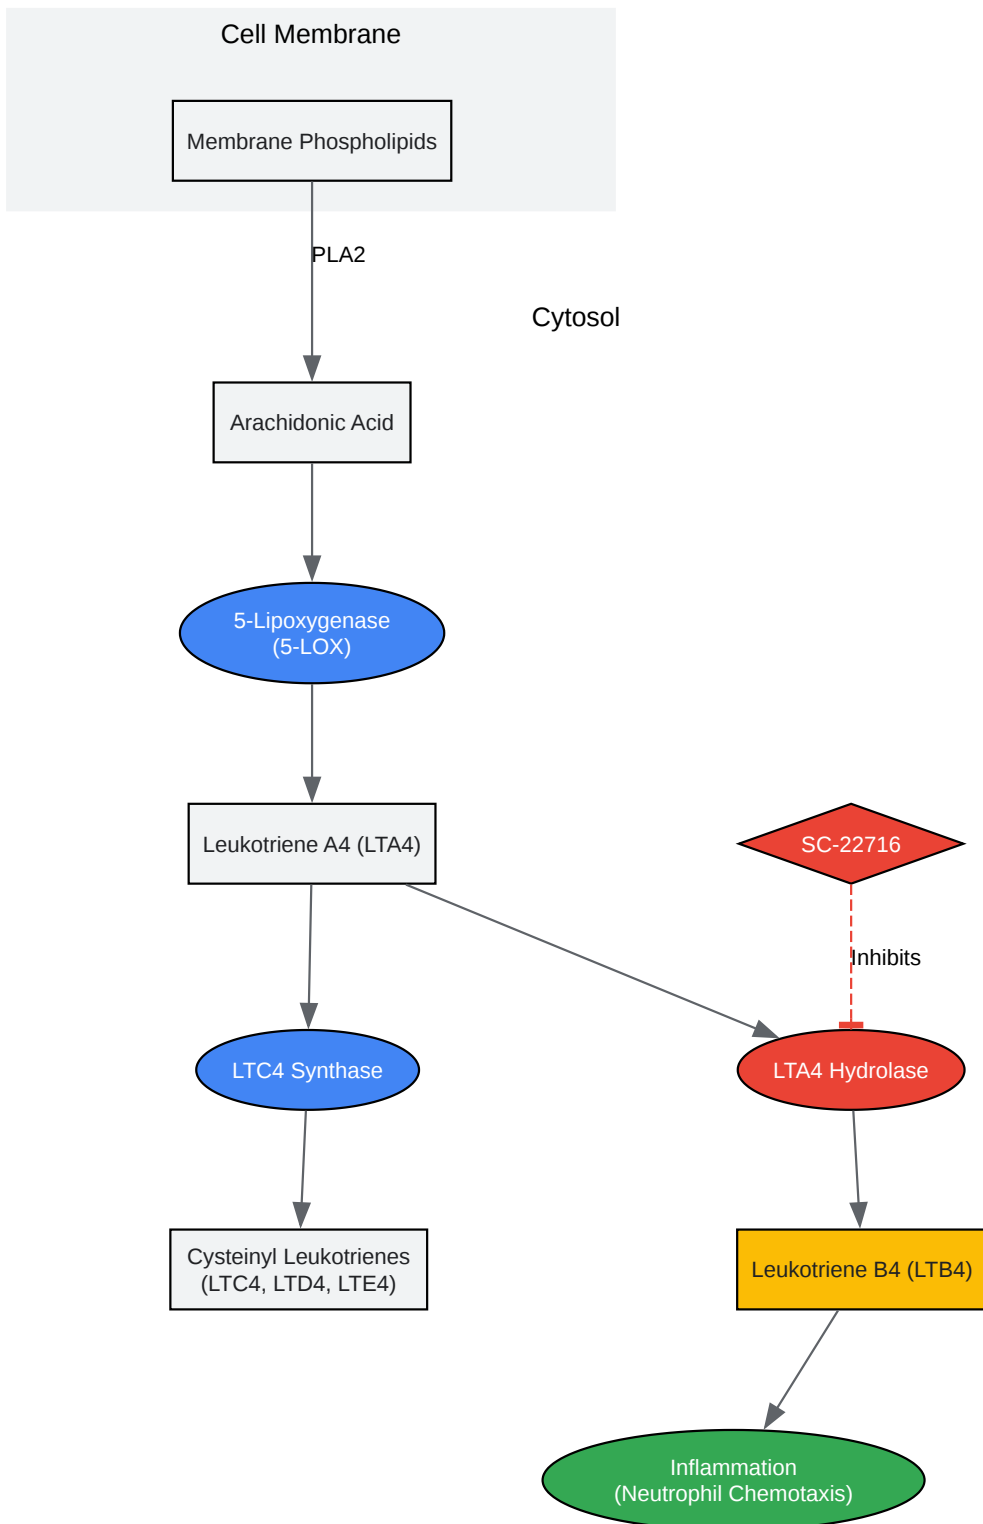 Cell Membrane
Membrane Phospholipids
PLA2
Cytosol
Arachidonic Acid
5-Lipoxygenase
(5-LOX)
Leukotriene A4 (LTA4)
SC-22716
Inhibits
LTC4 Synthase
LTA4 Hydrolase
Cysteinyl Leukotrienes
(LTC4, LTD4, LTE4)
Leukotriene B4 (LTB4)
Inflammation
(Neutrophil Chemotaxis)